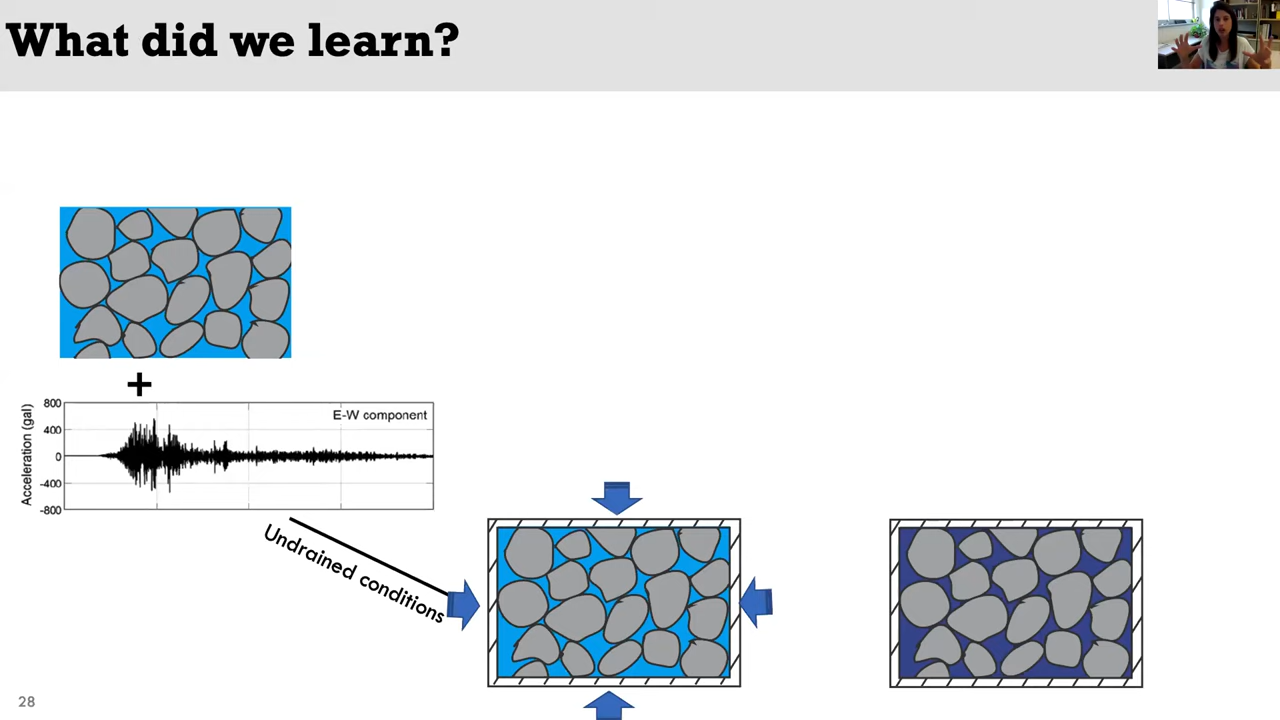 What did we learn?
+
800
400
0
-400
-800
Acceleration (gal)
E-W component
Undrained conditions
28